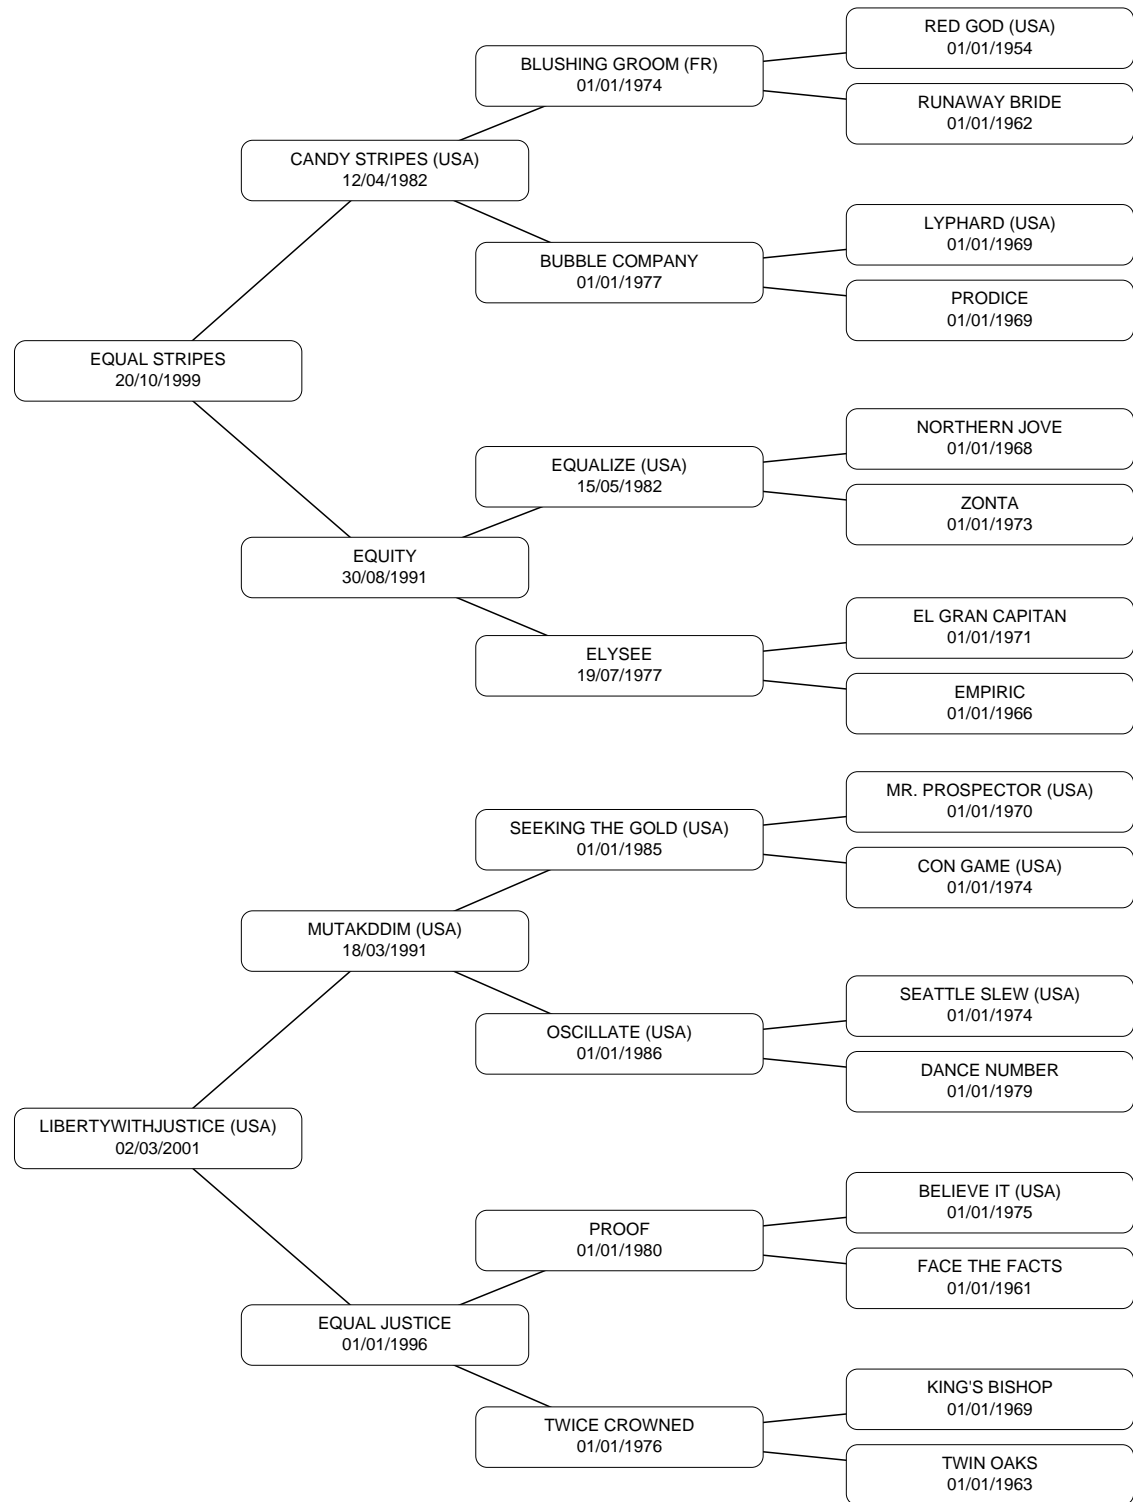 RED GOD (USA)
01/01/1954
BLUSHING GROOM (FR)
01/01/1974
RUNAWAY BRIDE
01/01/1962
CANDY STRIPES (USA)
12/04/1982
LYPHARD (USA)
01/01/1969
BUBBLE COMPANY
01/01/1977
PRODICE
01/01/1969
EQUAL STRIPES
20/10/1999
NORTHERN JOVE
01/01/1968
EQUALIZE (USA)
15/05/1982
ZONTA
01/01/1973
EQUITY
30/08/1991
EL GRAN CAPITAN
01/01/1971
ELYSEE
19/07/1977
EMPIRIC
01/01/1966
MR. PROSPECTOR (USA)
01/01/1970
SEEKING THE GOLD (USA)
01/01/1985
CON GAME (USA)
01/01/1974
MUTAKDDIM (USA)
18/03/1991
SEATTLE SLEW (USA)
01/01/1974
OSCILLATE (USA)
01/01/1986
DANCE NUMBER
01/01/1979
LIBERTYWITHJUSTICE (USA)
02/03/2001
BELIEVE IT (USA)
01/01/1975
PROOF
01/01/1980
FACE THE FACTS
01/01/1961
EQUAL JUSTICE
01/01/1996
KING'S BISHOP
01/01/1969
TWICE CROWNED
01/01/1976
TWIN OAKS
01/01/1963